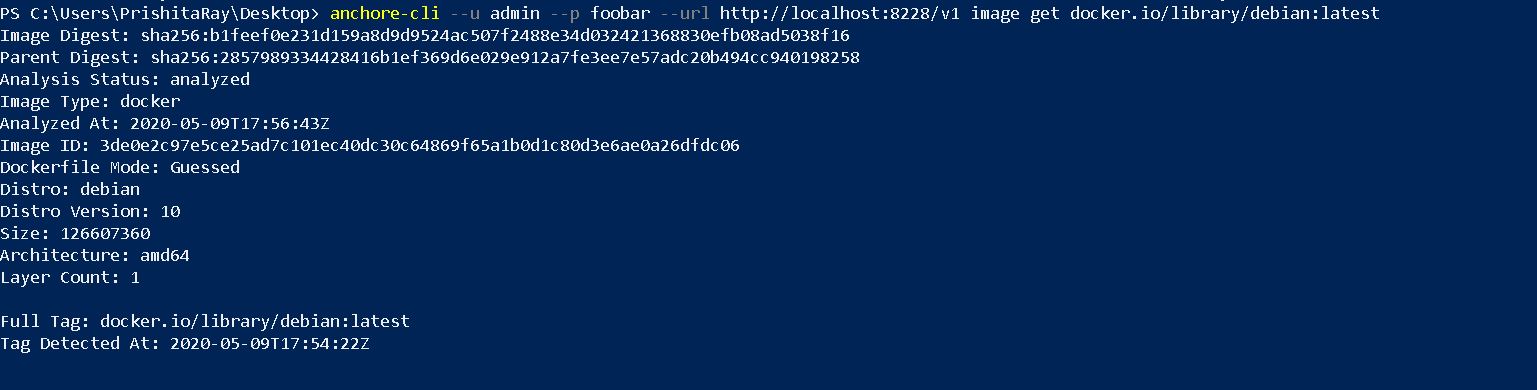 PS C:\Users\PrishitaRay\Desktop> anchore-cli --u admin --p foobar --url http://localhost:8228/v1 image get docker.io/library/debian:latest
Image Digest: sha256:b1feef0e231d159a8d9d9524ac507f2488e34d032421368830efb08ad5038f16
Parent Digest: sha256:2857989334428416b1ef369d6e029e912a7fe3ee7e57adc20b494cc940198258
Analysis Status: analyzed
Image Type: docker
Analyzed At: 2020-05-09T17:56:43Z
Image ID: 3de0e2c97e5ce25ad7c101ec40dc30c64869f65a1b0d1c80d3e6ae0a26dfdc06
Dockerfile Mode: Guessed
Distro: debian
Distro Version: 10
Size: 126607360
Architecture: amd64
Layer Count: 1
Full Tag: docker.io/library/debian:latest
Tag Detected At: 2020-05-09T17:54:22Z